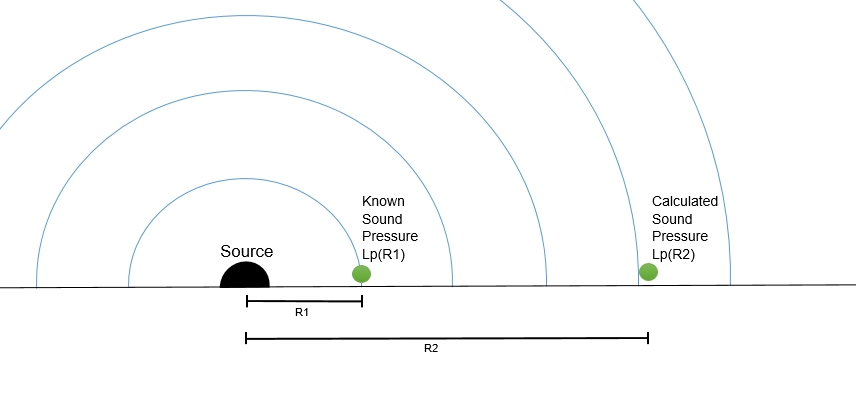 Known
Sound
Pressure
Lp(R1)
Calculated
Sound
Pressure
Lp(R2)
Source
R1
R2